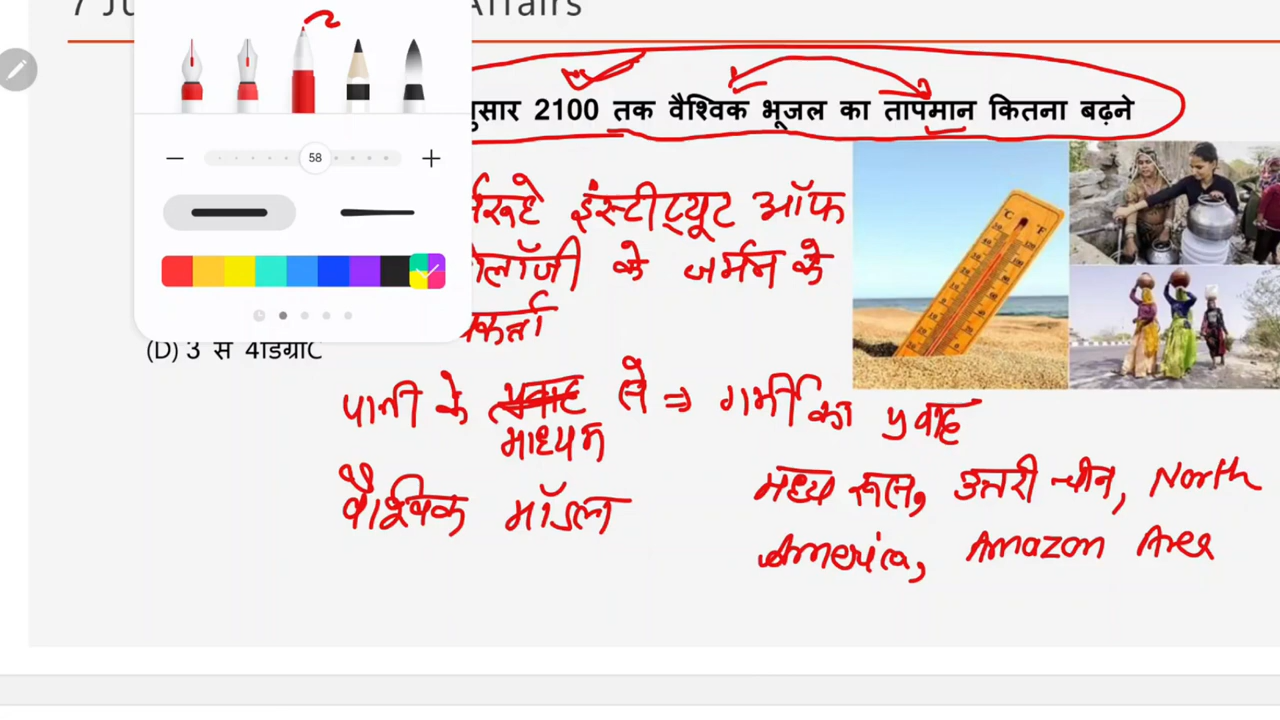 7 Ju Affairs
नुसार 2100 तक वैश्विक भूजल का तापमान कितना बढ़ने
58
°C °F
र्लसरूहे इंस्टीट्यूट ऑफ
ोलॉजी के जर्मन के
कर्ता
(D) 3 से 4डिग्रीC
पानी के से ⇒ गर्मी का प्रवाह
माध्यम
मध्य रूस, उत्तरी चीन, North
वैश्विक मॉडल
America, Amazon Area